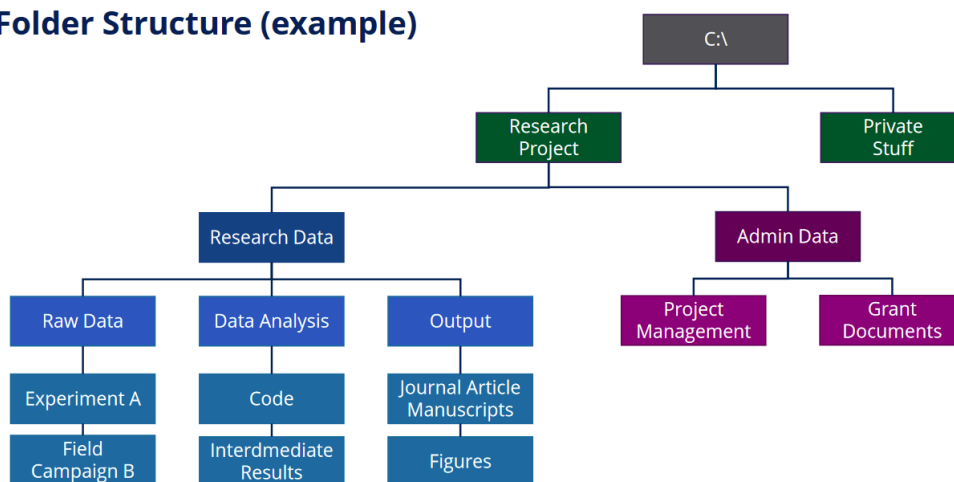 Folder Structure (example)
C:\
Research
Project
Private
Stuff
Research Data
Admin Data
Raw Data
Data Analysis
Output
Project
Management
Grant
Documents
Experiment A
Code
Journal Article
Manuscripts
Field
Campaign B
Interdmediate
Results
Figures